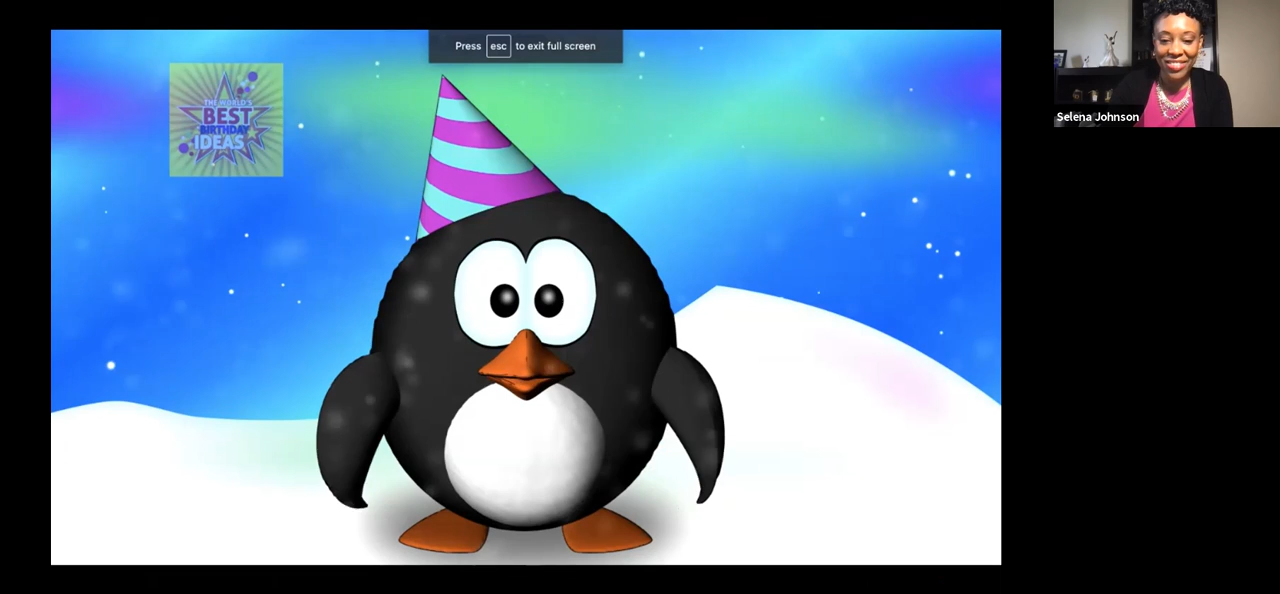 Press esc to exit full screen
THE WORLD'S
BEST
BIRTHDAY
IDEAS
Selena Johnson